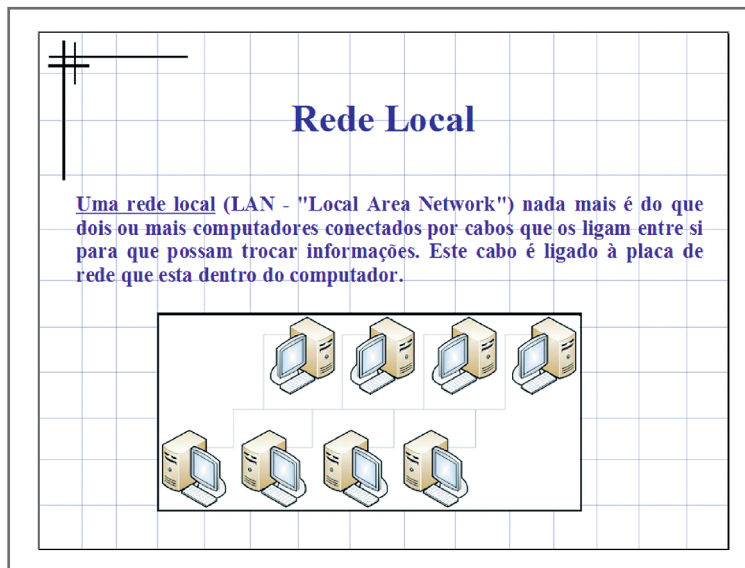 Rede Local
Uma rede local (LAN - "Local Area Network") nada mais é do que
dois ou mais computadores conectados por cabos que os ligam entre si
para que possam trocar informações. Este cabo é ligado à placa de
rede que esta dentro do computador.